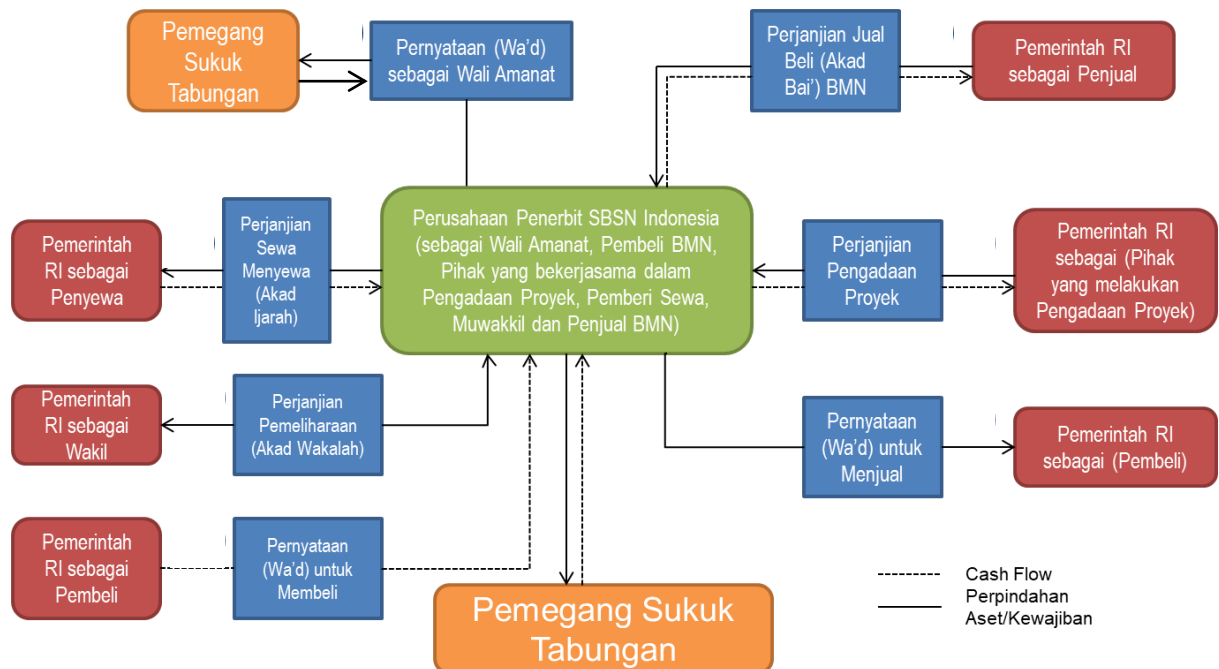 Pemegang
Sukuk
Tabungan
Pernyataan (Wa’d)
sebagai Wali Amanat
Perjanjian Jual
Beli (Akad
Bai’) BMN
Pemerintah RI
sebagai Penjual
Pemerintah
RI sebagai
Penyewa
Perjanjian
Sewa
Menyewa
(Akad
Ijarah)
Perusahaan Penerbit SBSN Indonesia
(sebagai Wali Amanat, Pembeli BMN,
Pihak yang bekerjasama dalam
Pengadaan Proyek, Pemberi Sewa,
Muwakkil dan Penjual BMN)
Perjanjian
Pengadaan
Proyek
Pemerintah RI
sebagai (Pihak
yang melakukan
Pengadaan Proyek)
Pemerintah
RI sebagai
Wakil
Perjanjian
Pemeliharaan
(Akad Wakalah)
Pernyataan
(Wa’d) untuk
Menjual
Pemerintah RI
sebagai (Pembeli)
Pemerintah
RI sebagai
Pembeli
Pernyataan
(Wa’d) untuk
Membeli
Pemegang Sukuk
Tabungan
Cash Flow
Perpindahan
Aset/Kewajiban